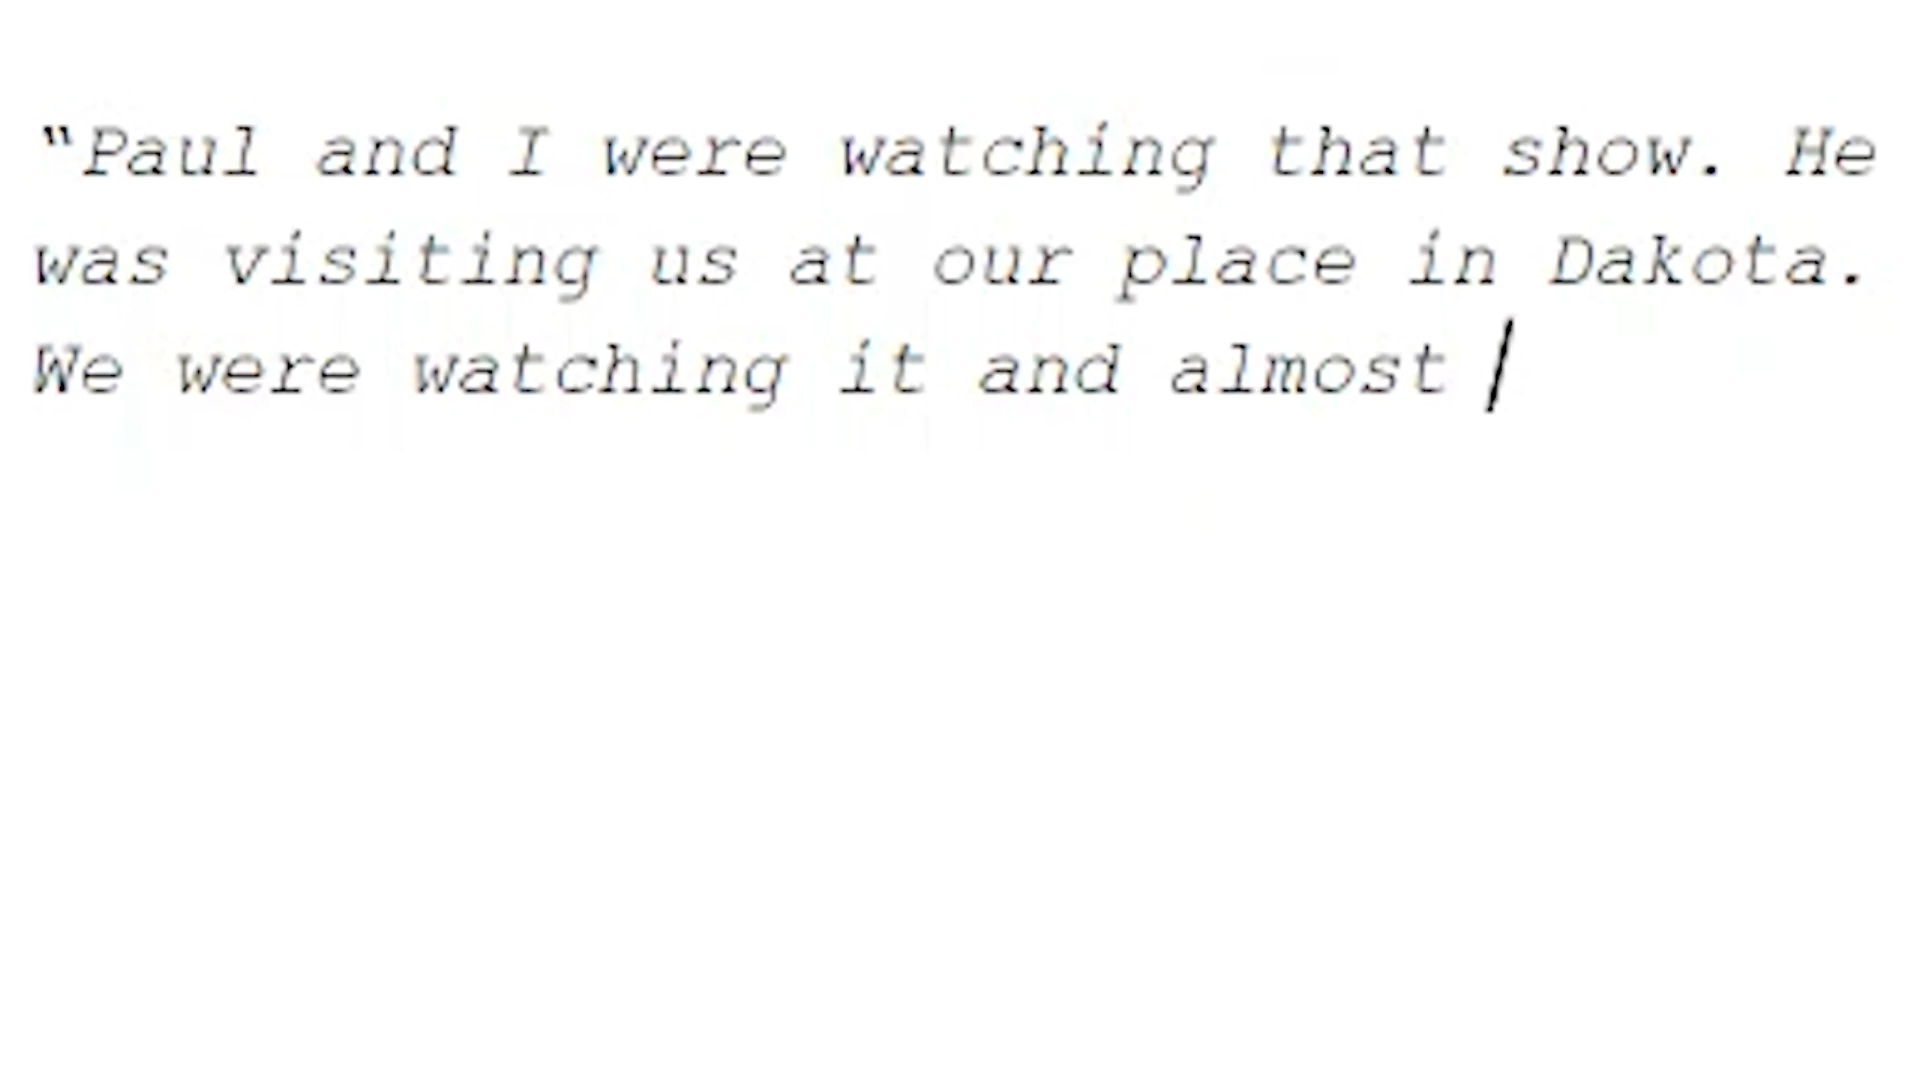 “Paul and I were watching that show. He
was visiting us at our place in Dakota.
We were watching it and almost